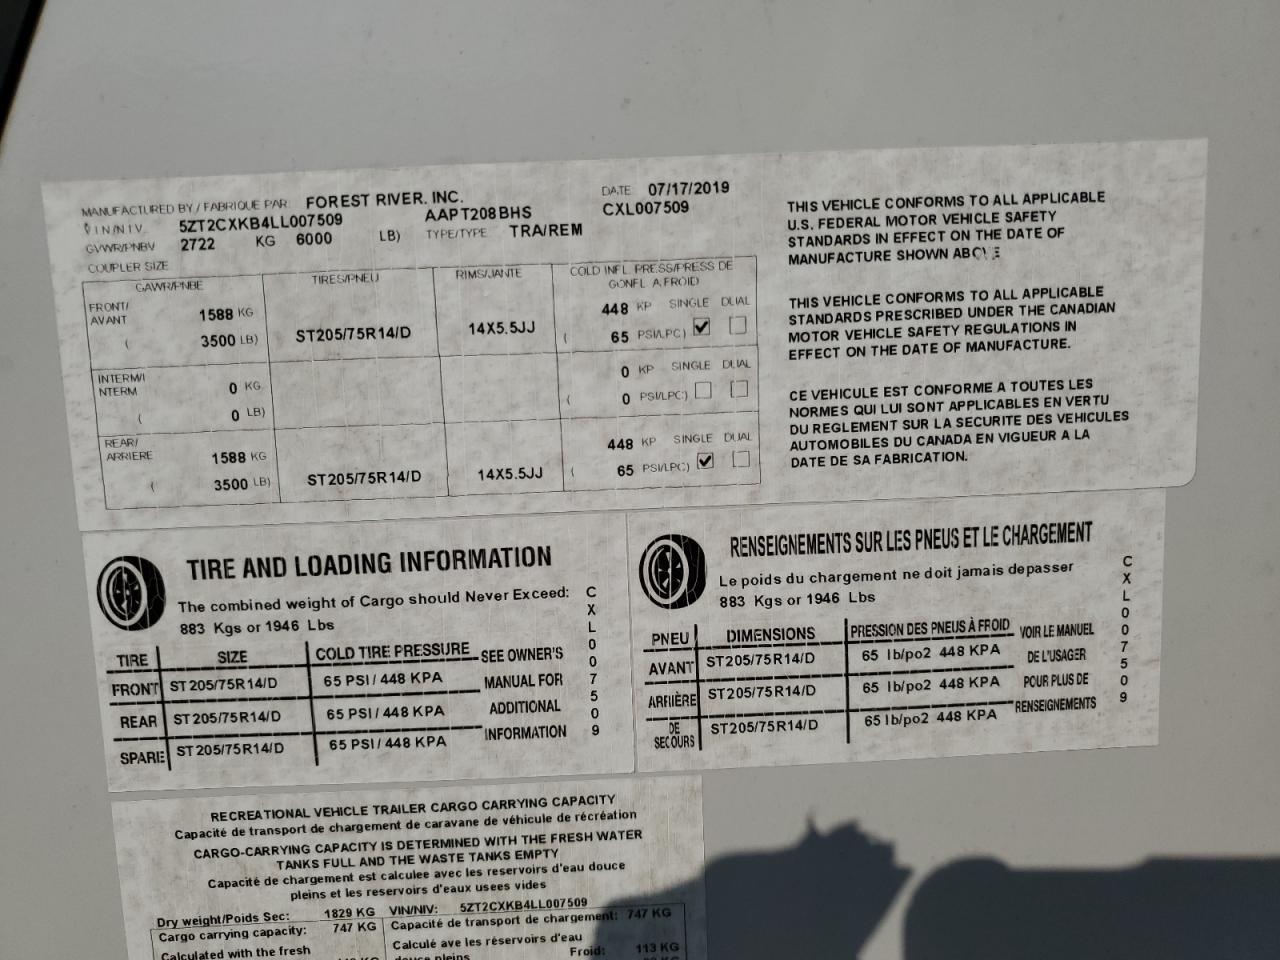 MANUFACTURED BY / FABRIQUE PAR: FOREST RIVER, INC. DATE 07/17/2019
VIN/NIV. 5ZT2CXKB4LL007509 AAPT208BHS CXL007509
GVWR/PNBV 2722 KG 6000 LB) TYPE/TYPE TRA/REM
COUPLER SIZE
GAWR/PNBE TIRES/PNEU RIMS/JANTE COLD INFL. PRESS/PRESS DE
GONFL. A FROID
FRONT/
AVANT 1588 KG 448 KP SINGLE DUAL
( 3500 LB) ST205/75R14/D 14X5.5JJ ( 65 PSI/LPC)
INTERM/I
NTERM 0 KG 0 KP SINGLE DUAL
( 0 LB) ( 0 PSI/LPC)
REAR/
ARRIERE 1588 KG 448 KP SINGLE DUAL
( 3500 LB) ST205/75R14/D 14X5.5JJ ( 65 PSI/LPC)
THIS VEHICLE CONFORMS TO ALL APPLICABLE
U.S. FEDERAL MOTOR VEHICLE SAFETY
STANDARDS IN EFFECT ON THE DATE OF
MANUFACTURE SHOWN ABOVE
THIS VEHICLE CONFORMS TO ALL APPLICABLE
STANDARDS PRESCRIBED UNDER THE CANADIAN
MOTOR VEHICLE SAFETY REGULATIONS IN
EFFECT ON THE DATE OF MANUFACTURE.
CE VEHICULE EST CONFORME A TOUTES LES
NORMES QUI LUI SONT APPLICABLES EN VERTU
DU REGLEMENT SUR LA SECURITE DES VEHICULES
AUTOMOBILES DU CANADA EN VIGUEUR A LA
DATE DE SA FABRICATION.
TIRE AND LOADING INFORMATION
The combined weight of Cargo should Never Exceed:
883 Kgs or 1946 Lbs
TIRE SIZE COLD TIRE PRESSURE SEE OWNER'S
FRONT ST205/75R14/D 65 PSI / 448 KPA MANUAL FOR
REAR ST205/75R14/D 65 PSI / 448 KPA ADDITIONAL
SPARE ST205/75R14/D 65 PSI / 448 KPA INFORMATION
CXL007509
RENSEIGNEMENTS SUR LES PNEUS ET LE CHARGEMENT
Le poids du chargement ne doit jamais depasser
883 Kgs or 1946 Lbs
PNEU DIMENSIONS PRESSION DES PNEUS À FROID VOIR LE MANUEL
AVANT ST205/75R14/D 65 lb/po2 448 KPA DE L'USAGER
ARRIÈRE ST205/75R14/D 65 lb/po2 448 KPA POUR PLUS DE
DE
SECOURS ST205/75R14/D 65 lb/po2 448 KPA RENSEIGNEMENTS
CXL007509
RECREATIONAL VEHICLE TRAILER CARGO CARRYING CAPACITY
Capacité de transport de chargement de caravane de véhicule de récréation
CARGO-CARRYING CAPACITY IS DETERMINED WITH THE FRESH WATER
TANKS FULL AND THE WASTE TANKS EMPTY
Capacité de chargement est calculee avec les reservoirs d'eau douce
pleins et les reservoirs d'eaux usees vides
Dry weight/Poids Sec: 1829 KG VIN/NIV: 5ZT2CXKB4LL007509
Cargo carrying capacity: 747 KG Capacité de transport de chargement: 747 KG
Calculated with the fresh Calculé ave les réservoirs d'eau
douce pleins Froid: 113 KG